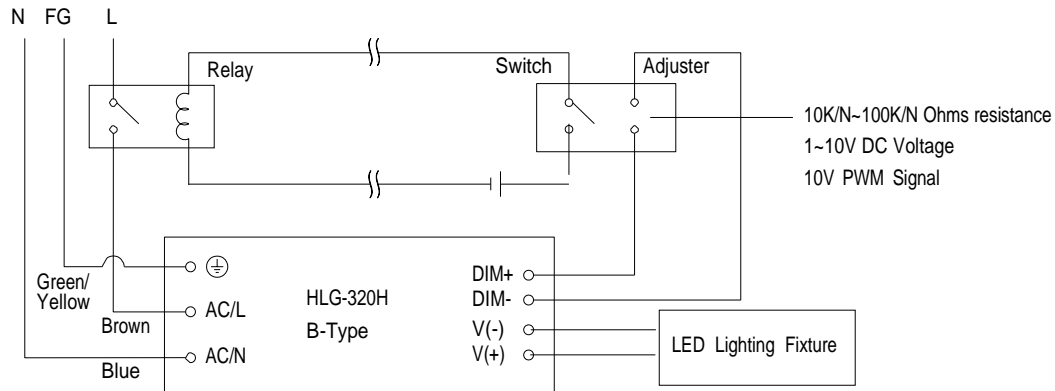 N FG L
Relay
Switch
Adjuster
10K/N~100K/N Ohms resistance
1~10V DC Voltage
10V PWM Signal
Green/
Yellow
Brown
Blue
AC/L
AC/N
HLG-320H
B-Type
DIM+
DIM-
V(-)
V(+)
LED Lighting Fixture